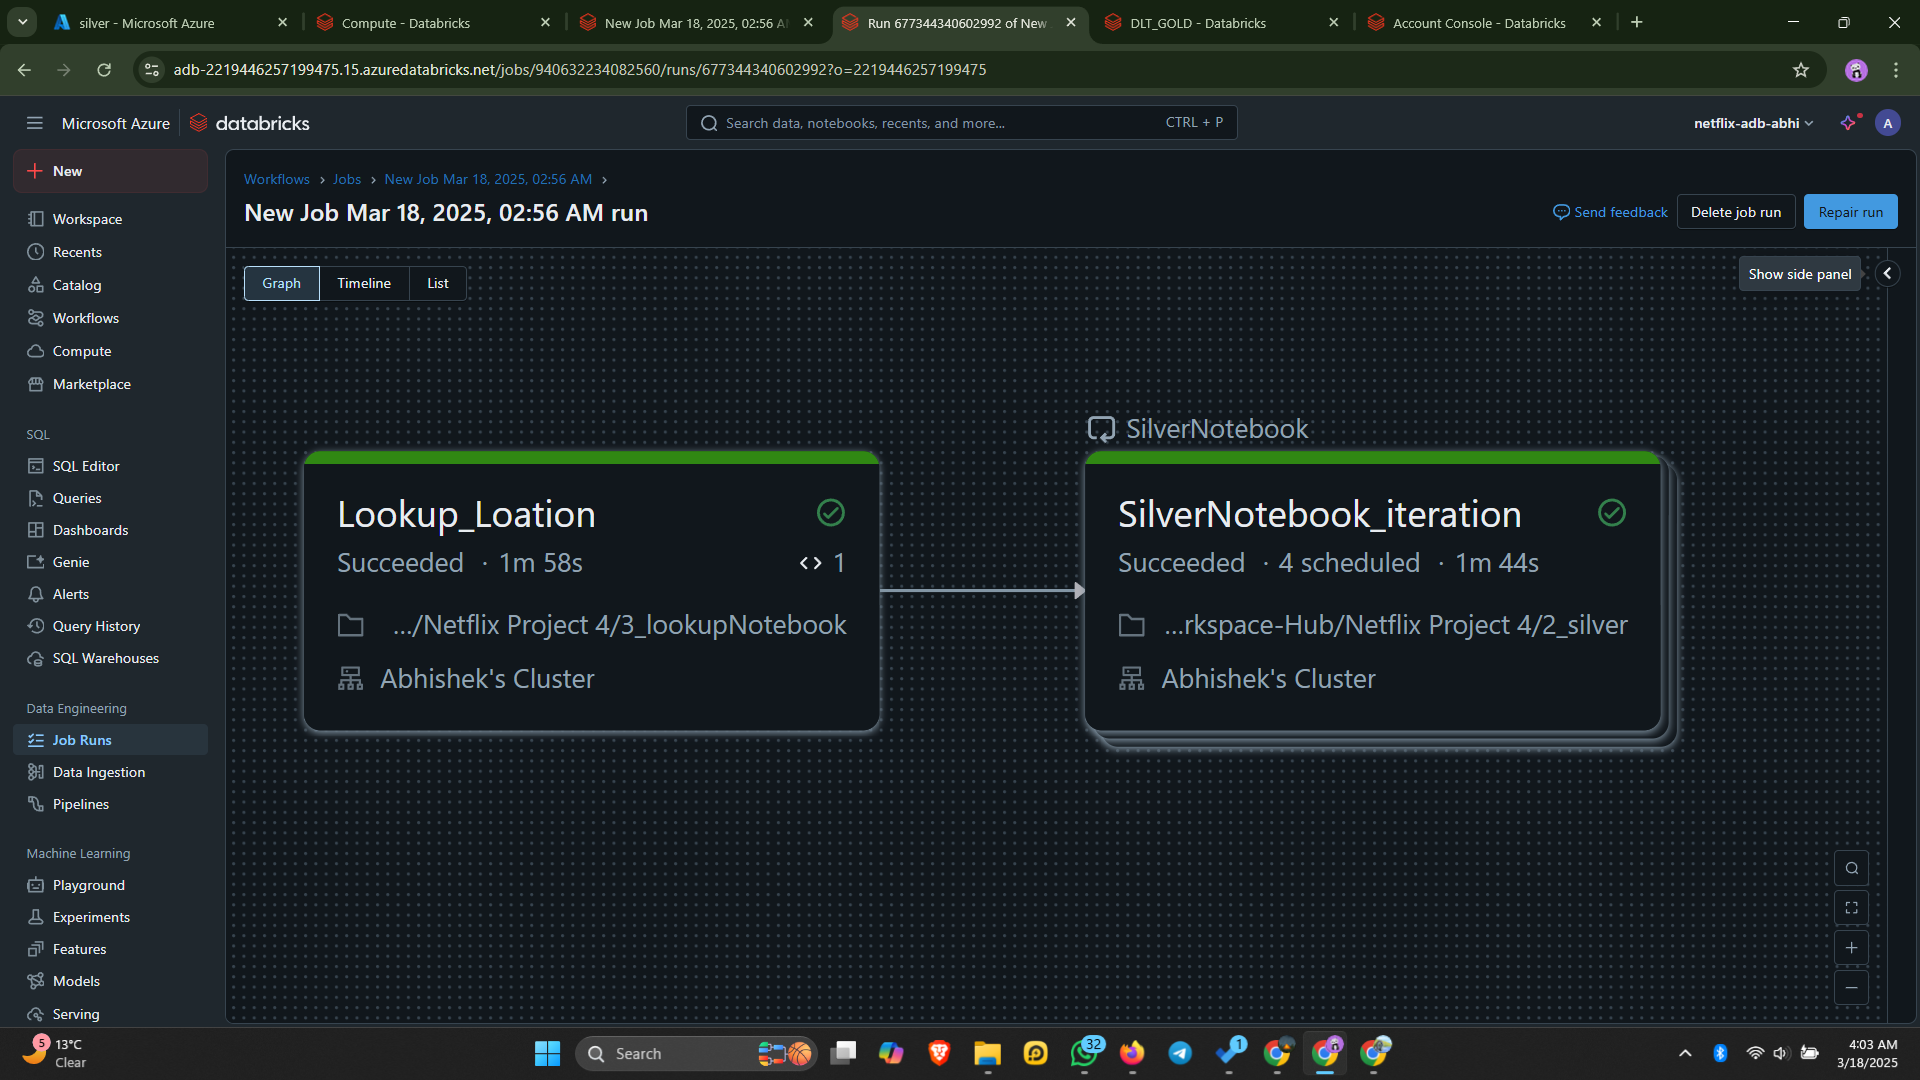 silver - Microsoft Azure
Compute - Databricks
New Job Mar 18, 2025, 02:56 A
Run 677344340602992 of New
DLT_GOLD - Databricks
Account Console - Databricks
adb-2219446257199475.15.azuredatabricks.net/jobs/940632234082560/runs/677344340602992?o=2219446257199475
Microsoft Azure
databricks
Search data, notebooks, recents, and more...
CTRL + P
netflix-adb-abhi
A
New
Workspace
Recents
Catalog
Workflows
Compute
Marketplace
SQL
SQL Editor
Queries
Dashboards
Genie
Alerts
Query History
SQL Warehouses
Data Engineering
Job Runs
Data Ingestion
Pipelines
Machine Learning
Playground
Experiments
Features
Models
Serving
Workflows › Jobs › New Job Mar 18, 2025, 02:56 AM ›
New Job Mar 18, 2025, 02:56 AM run
Send feedback
Delete job run
Repair run
Graph
Timeline
List
Show side panel
Lookup_Loation
Succeeded · 1m 58s
1
.../Netflix Project 4/3_lookupNotebook
Abhishek's Cluster
SilverNotebook
SilverNotebook_iteration
Succeeded · 4 scheduled · 1m 44s
...rkspace-Hub/Netflix Project 4/2_silver
Abhishek's Cluster
5
13°C
Clear
Search
32
1
4:03 AM
3/18/2025